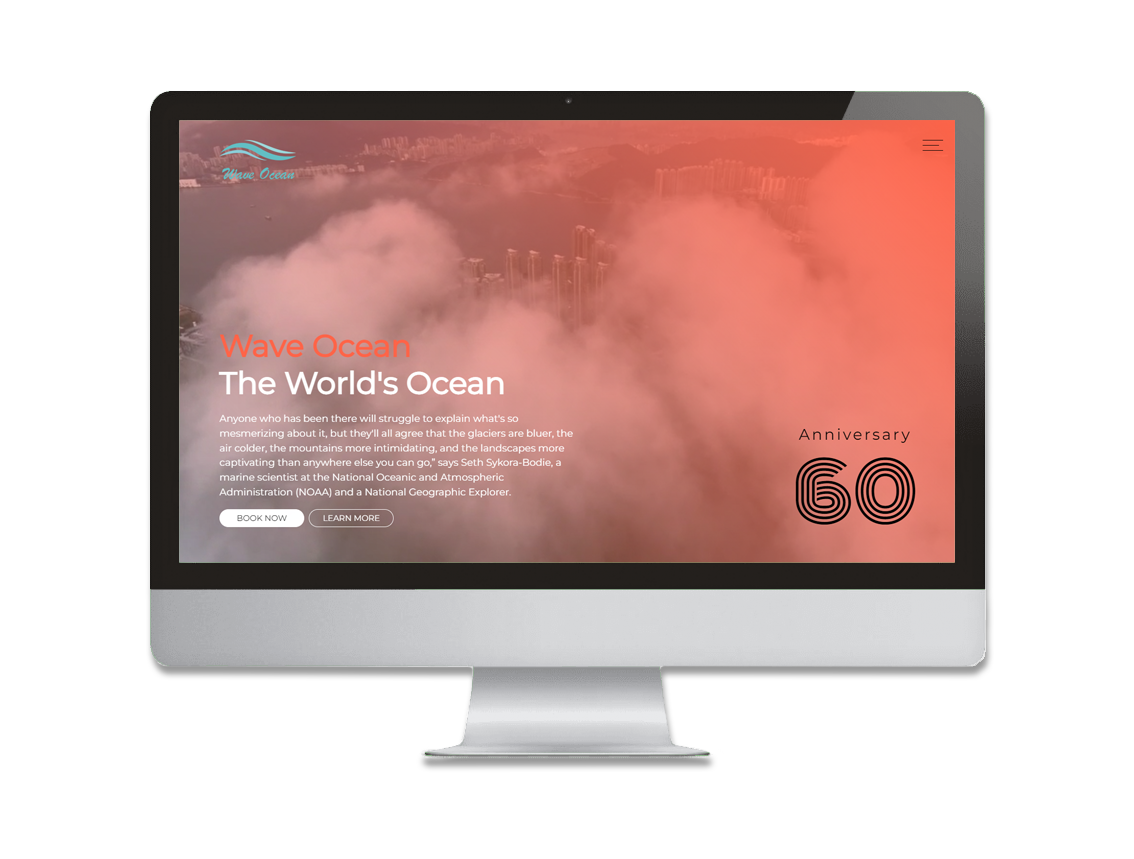 Wave Ocean
Wave Ocean
The World's Ocean
Anyone who has been there will struggle to explain what's so
mesmerizing about it, but they'll all agree that the glaciers are bluer, the
air colder, the mountains more intimidating, and the landscapes more
captivating than anywhere else you can go,” says Seth Sykora-Bodie, a
marine scientist at the National Oceanic and Atmospheric
Administration (NOAA) and a National Geographic Explorer.
BOOK NOW LEARN MORE
Anniversary
60